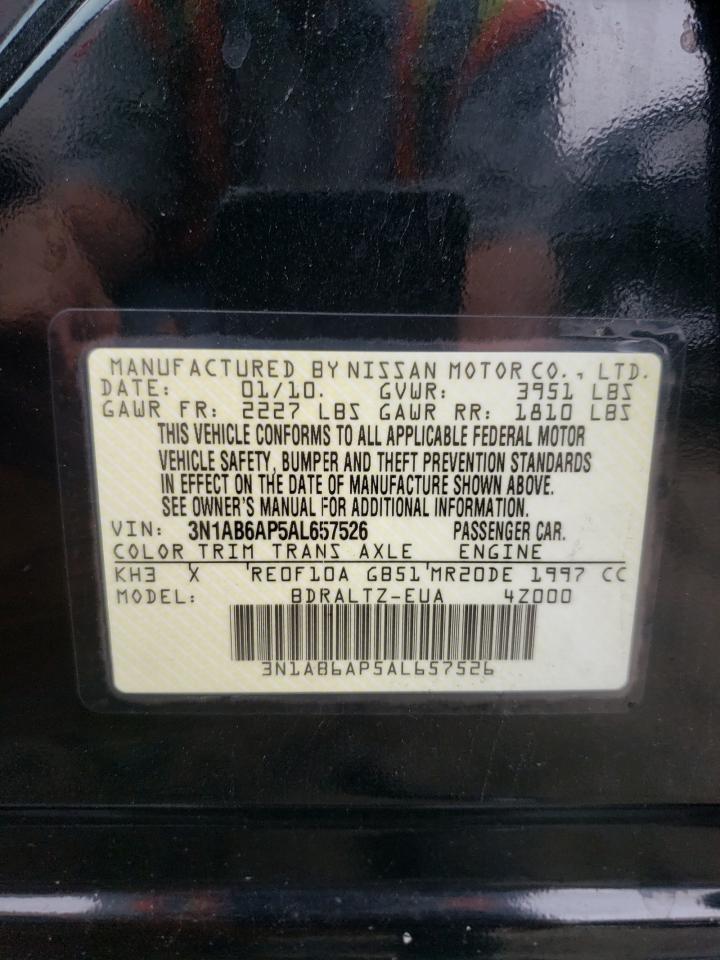 MANUFACTURED BY NISSAN MOTOR CO., LTD.
DATE: 01/10. GVWR: 3951 LBS
GAWR FR: 2227 LBS GAWR RR: 1810 LBS
THIS VEHICLE CONFORMS TO ALL APPLICABLE FEDERAL MOTOR
VEHICLE SAFETY, BUMPER AND THEFT PREVENTION STANDARDS
IN EFFECT ON THE DATE OF MANUFACTURE SHOWN ABOVE.
SEE OWNER'S MANUAL FOR ADDITIONAL INFORMATION.
VIN: 3N1AB6AP5AL657526 PASSENGER CAR.
COLOR TRIM TRANS AXLE ENGINE
KH3 X 'RE0F10A GB51'MR20DE 1997 CC
MODEL: BDRALTZ-EUA 4Z000
3N1AB6AP5AL657526